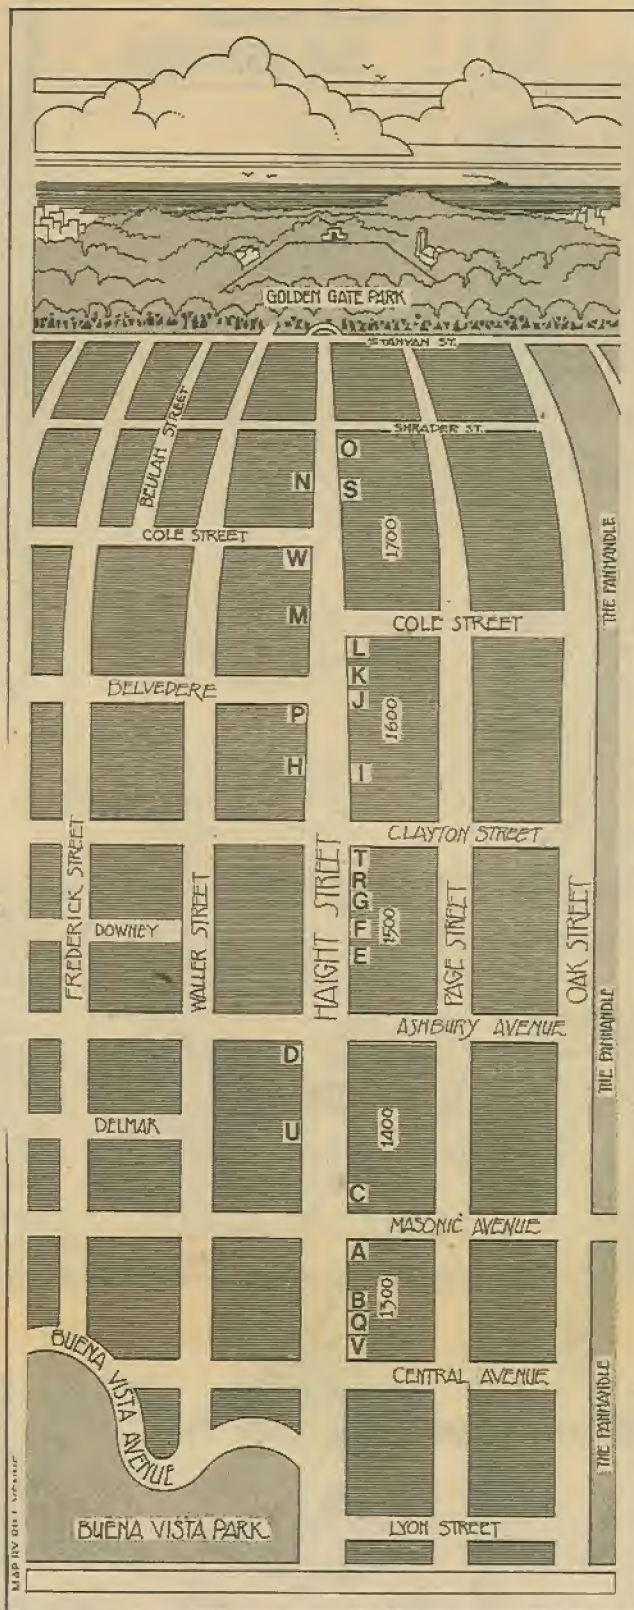 GOLDEN GATE PARK
STANYAN ST.
SHRADER ST.
BEULAH STREET
O
N
S
1700
COLE STREET
THE PANHANDLE
W
M
COLE STREET
L
K
J
BELVEDERE
P
1600
H
I
CLAYTON STREET
FREDERICK STREET
WALLER STREET
HAIGHT STREET
T
R
G
F
E
1500
PAGE STREET
OAK STREET
DOWNEY
ASHBURY AVENUE
THE PANHANDLE
D
U
1400
DELMAR
C
MASONIC AVENUE
A
B
Q
V
1300
CENTRAL AVENUE
BUENA VISTA AVENUE
THE PANHANDLE
BUENA VISTA PARK
LYON STREET
MAP BY